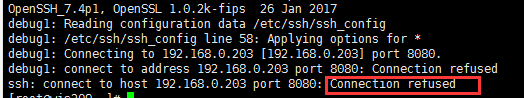 OpenSSH_7.4p1, OpenSSL 1.0.2k-fips  26 Jan 2017
debug1: Reading configuration data /etc/ssh/ssh_config
debug1: /etc/ssh/ssh_config line 58: Applying options for *
debug1: Connecting to 192.168.0.203 [192.168.0.203] port 8080.
debug1: connect to address 192.168.0.203 port 8080: Connection refused
ssh: connect to host 192.168.0.203 port 8080: Connection refused